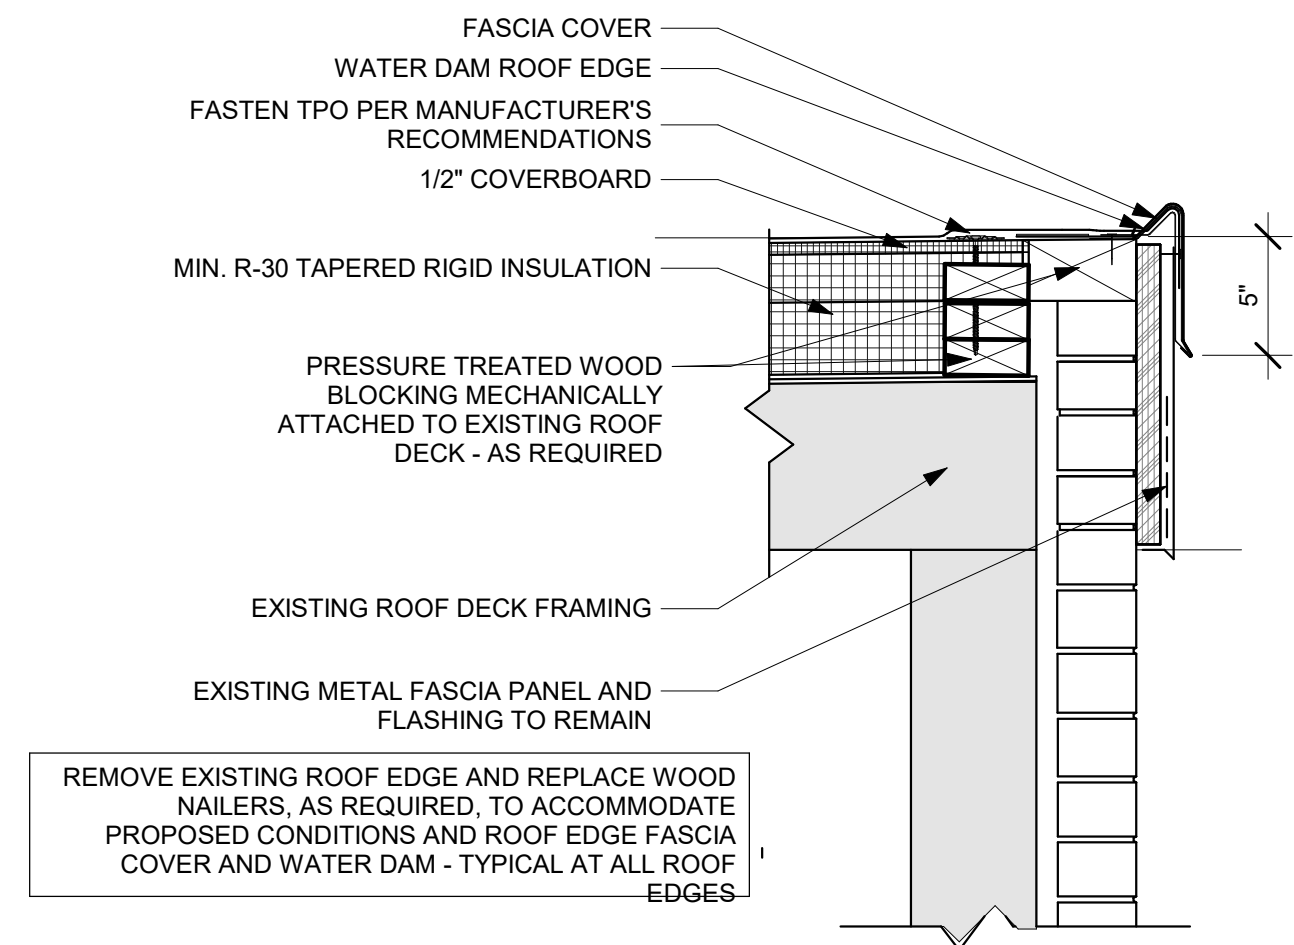 FASCIA COVER
WATER DAM ROOF EDGE
FASTEN TPO PER MANUFACTURER'S
RECOMMENDATIONS
1/2" COVERBOARD
MIN. R-30 TAPERED RIGID INSULATION
5"
PRESSURE TREATED WOOD
BLOCKING MECHANICALLY
ATTACHED TO EXISTING ROOF
DECK - AS REQUIRED
EXISTING ROOF DECK FRAMING
EXISTING METAL FASCIA PANEL AND
FLASHING TO REMAIN
REMOVE EXISTING ROOF EDGE AND REPLACE WOOD
NAILERS, AS REQUIRED, TO ACCOMMODATE
PROPOSED CONDITIONS AND ROOF EDGE FASCIA
COVER AND WATER DAM - TYPICAL AT ALL ROOF
EDGES